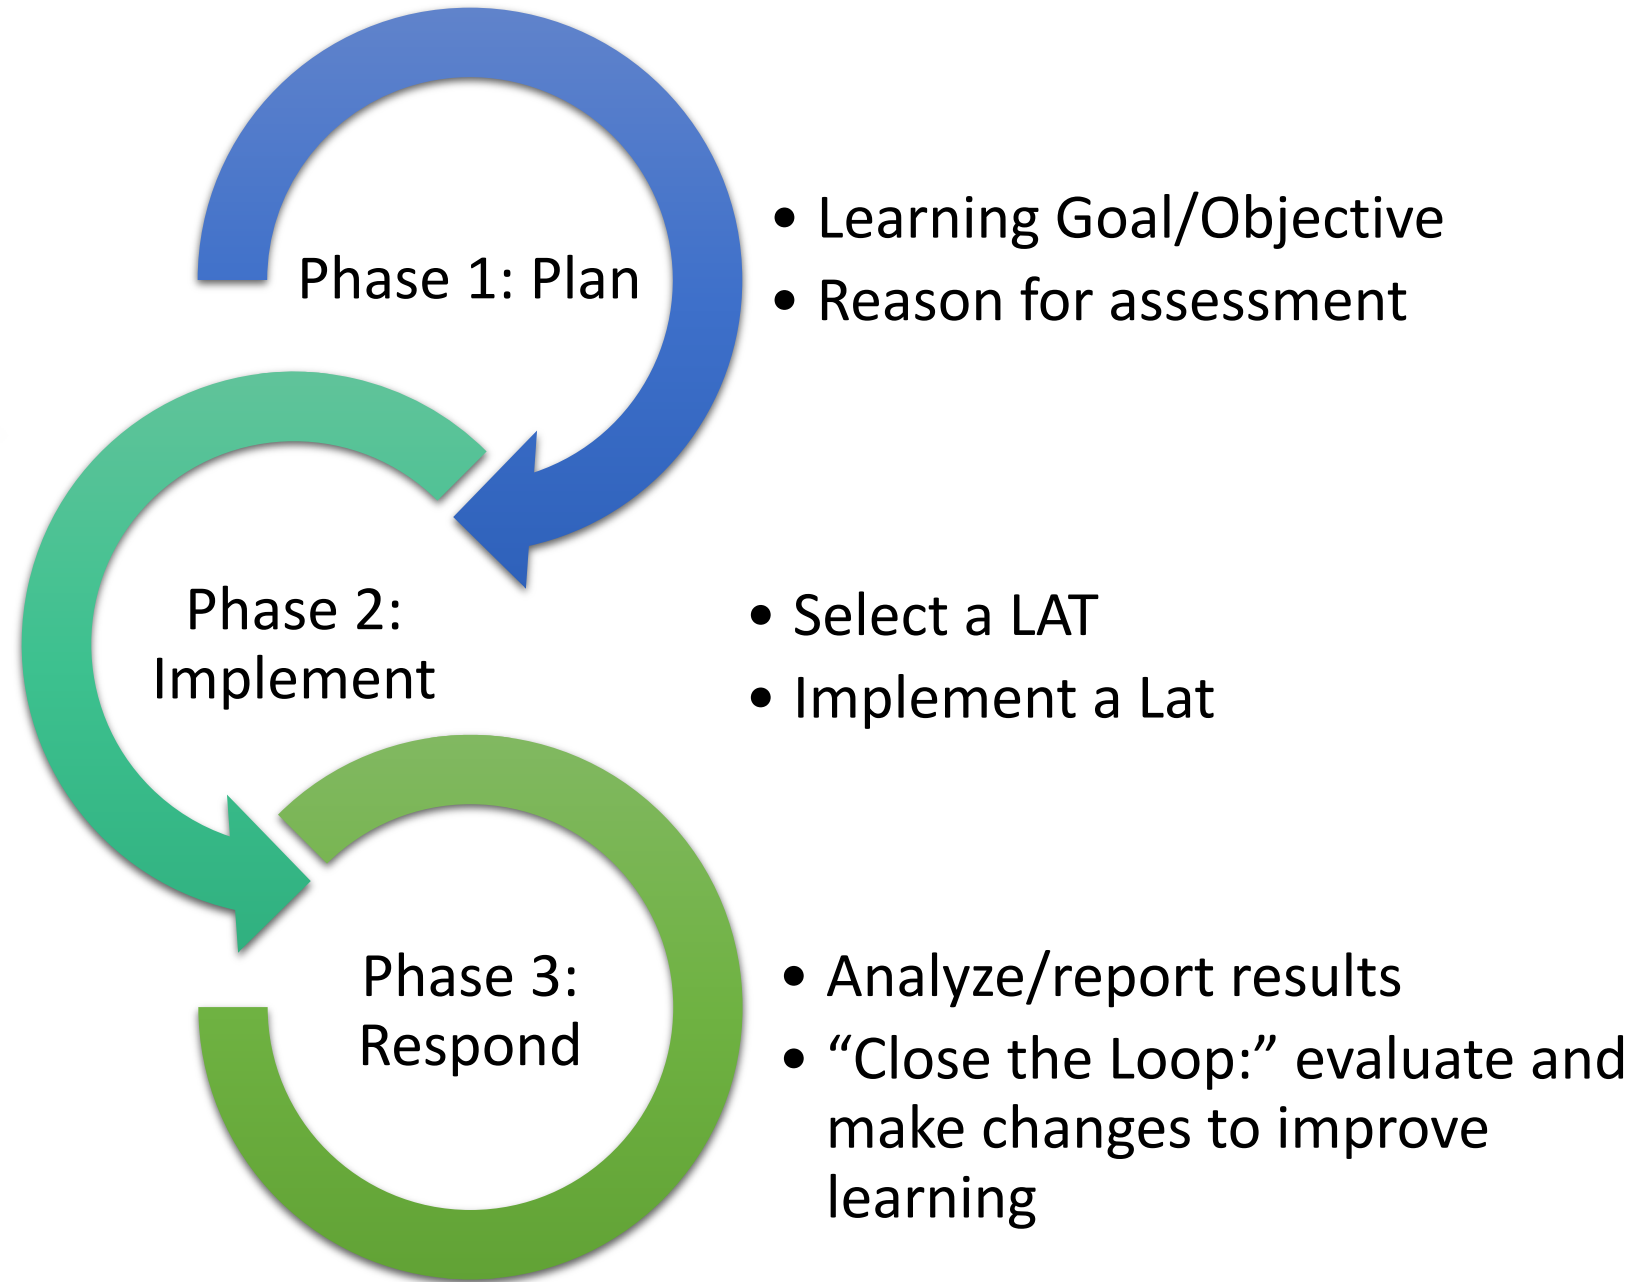 Phase 1: Plan
• Learning Goal/Objective
• Reason for assessment
Phase 2:
Implement
• Select a LAT
• Implement a Lat
Phase 3:
Respond
• Analyze/report results
• “Close the Loop:” evaluate and
make changes to improve
learning